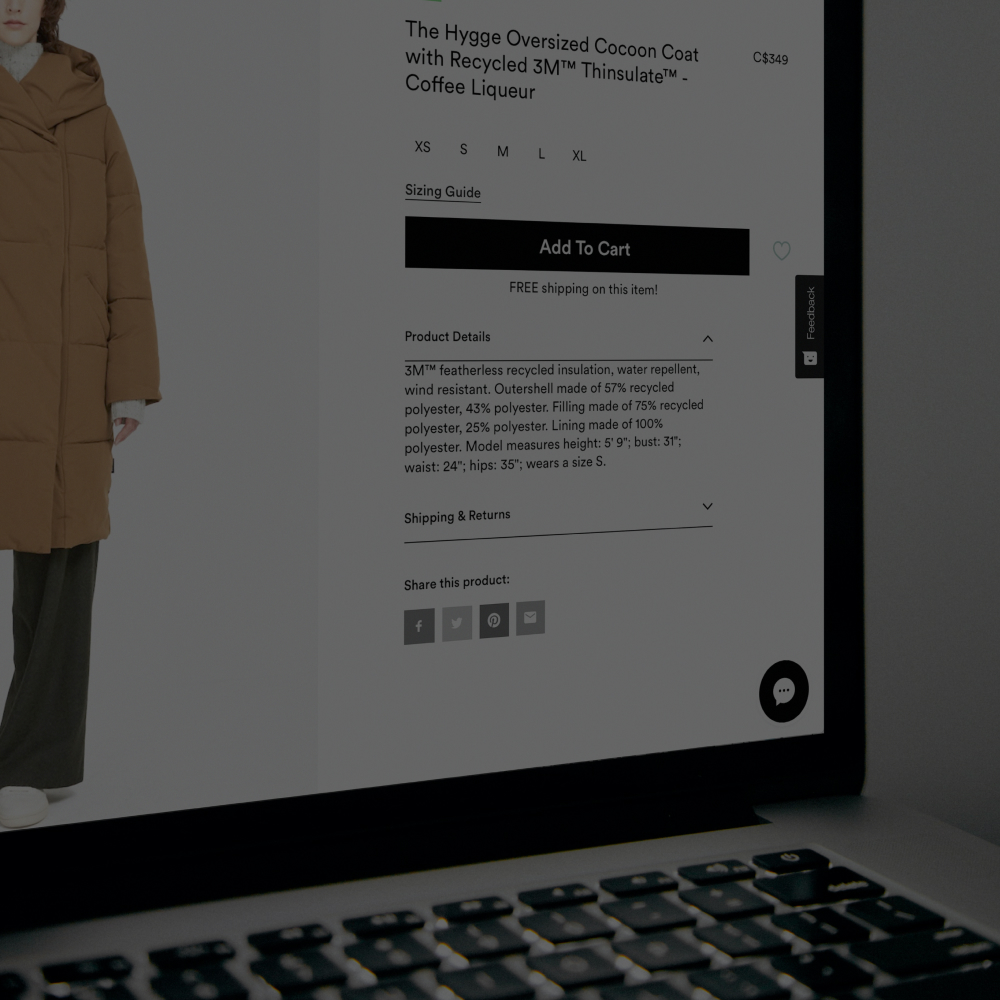 The Hygge Oversized Cocoon Coat
with Recycled 3M™ Thinsulate™ -
Coffee Liqueur
C$349
XS S M L XL
Sizing Guide
Add To Cart
FREE shipping on this item!
Feedback
Product Details
3M™ featherless recycled insulation, water repellent,
wind resistant. Outershell made of 57% recycled
polyester, 43% polyester. Filling made of 75% recycled
polyester, 25% polyester. Lining made of 100%
polyester. Model measures height: 5' 9"; bust: 31";
waist: 24"; hips: 35"; wears a size S.
Shipping & Returns
Share this product: